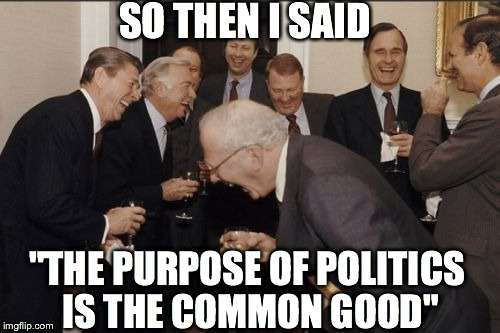 SO THEN I SAID
"THE PURPOSE OF POLITICS
IS THE COMMON GOOD"
imgflip.com